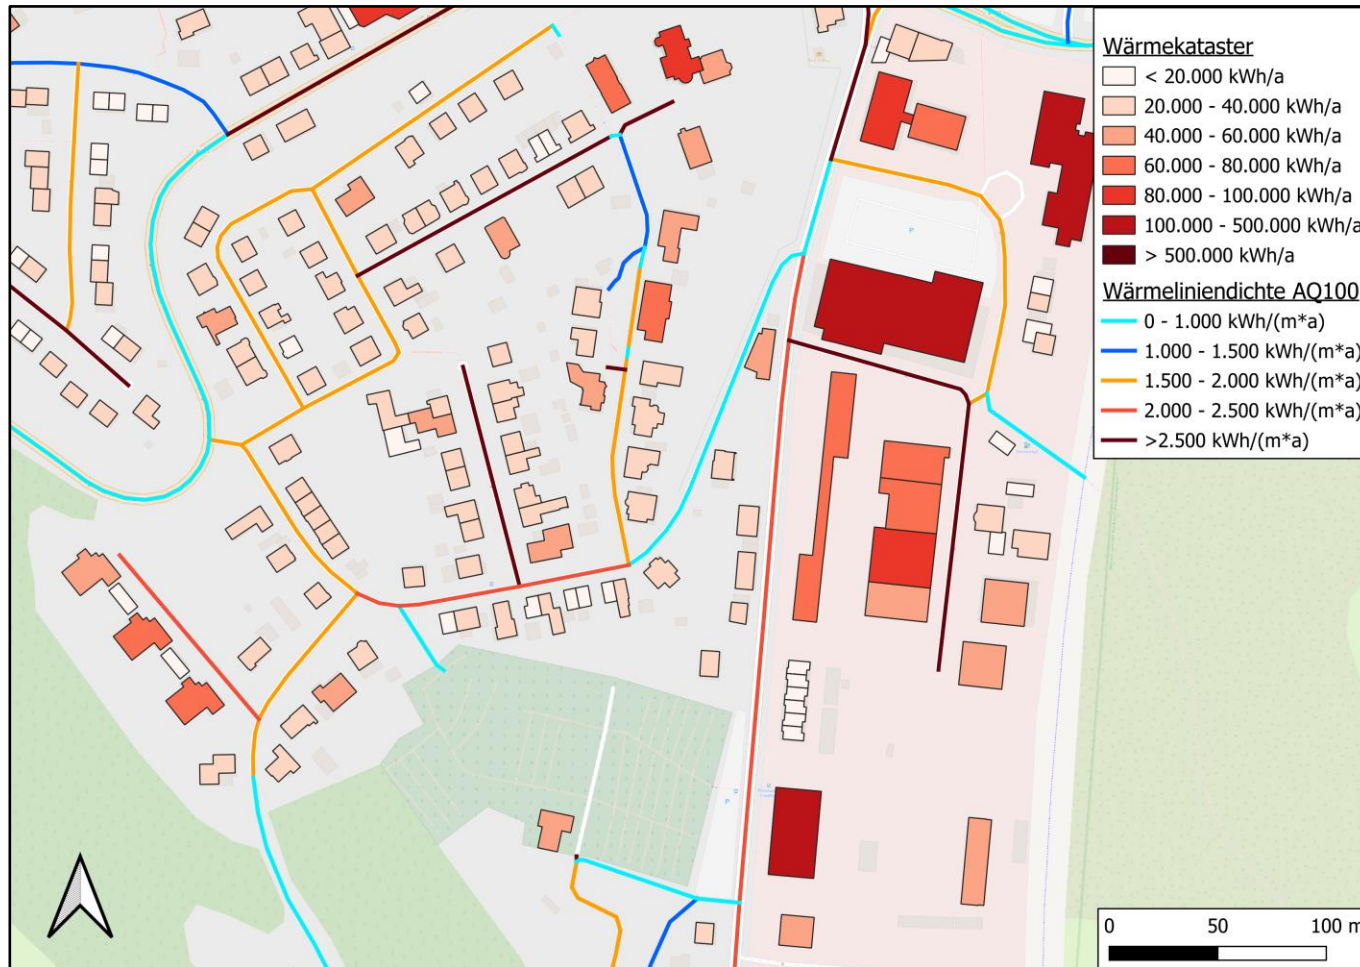 Wärmekataster
< 20.000 kWh/a
20.000 - 40.000 kWh/a
40.000 - 60.000 kWh/a
60.000 - 80.000 kWh/a
80.000 - 100.000 kWh/a
100.000 - 500.000 kWh/a
> 500.000 kWh/a
Wärmeliniendichte AQ100
0 - 1.000 kWh/(m*a)
1.000 - 1.500 kWh/(m*a)
1.500 - 2.000 kWh/(m*a)
2.000 - 2.500 kWh/(m*a)
>2.500 kWh/(m*a)
P
P
0 50 100 m